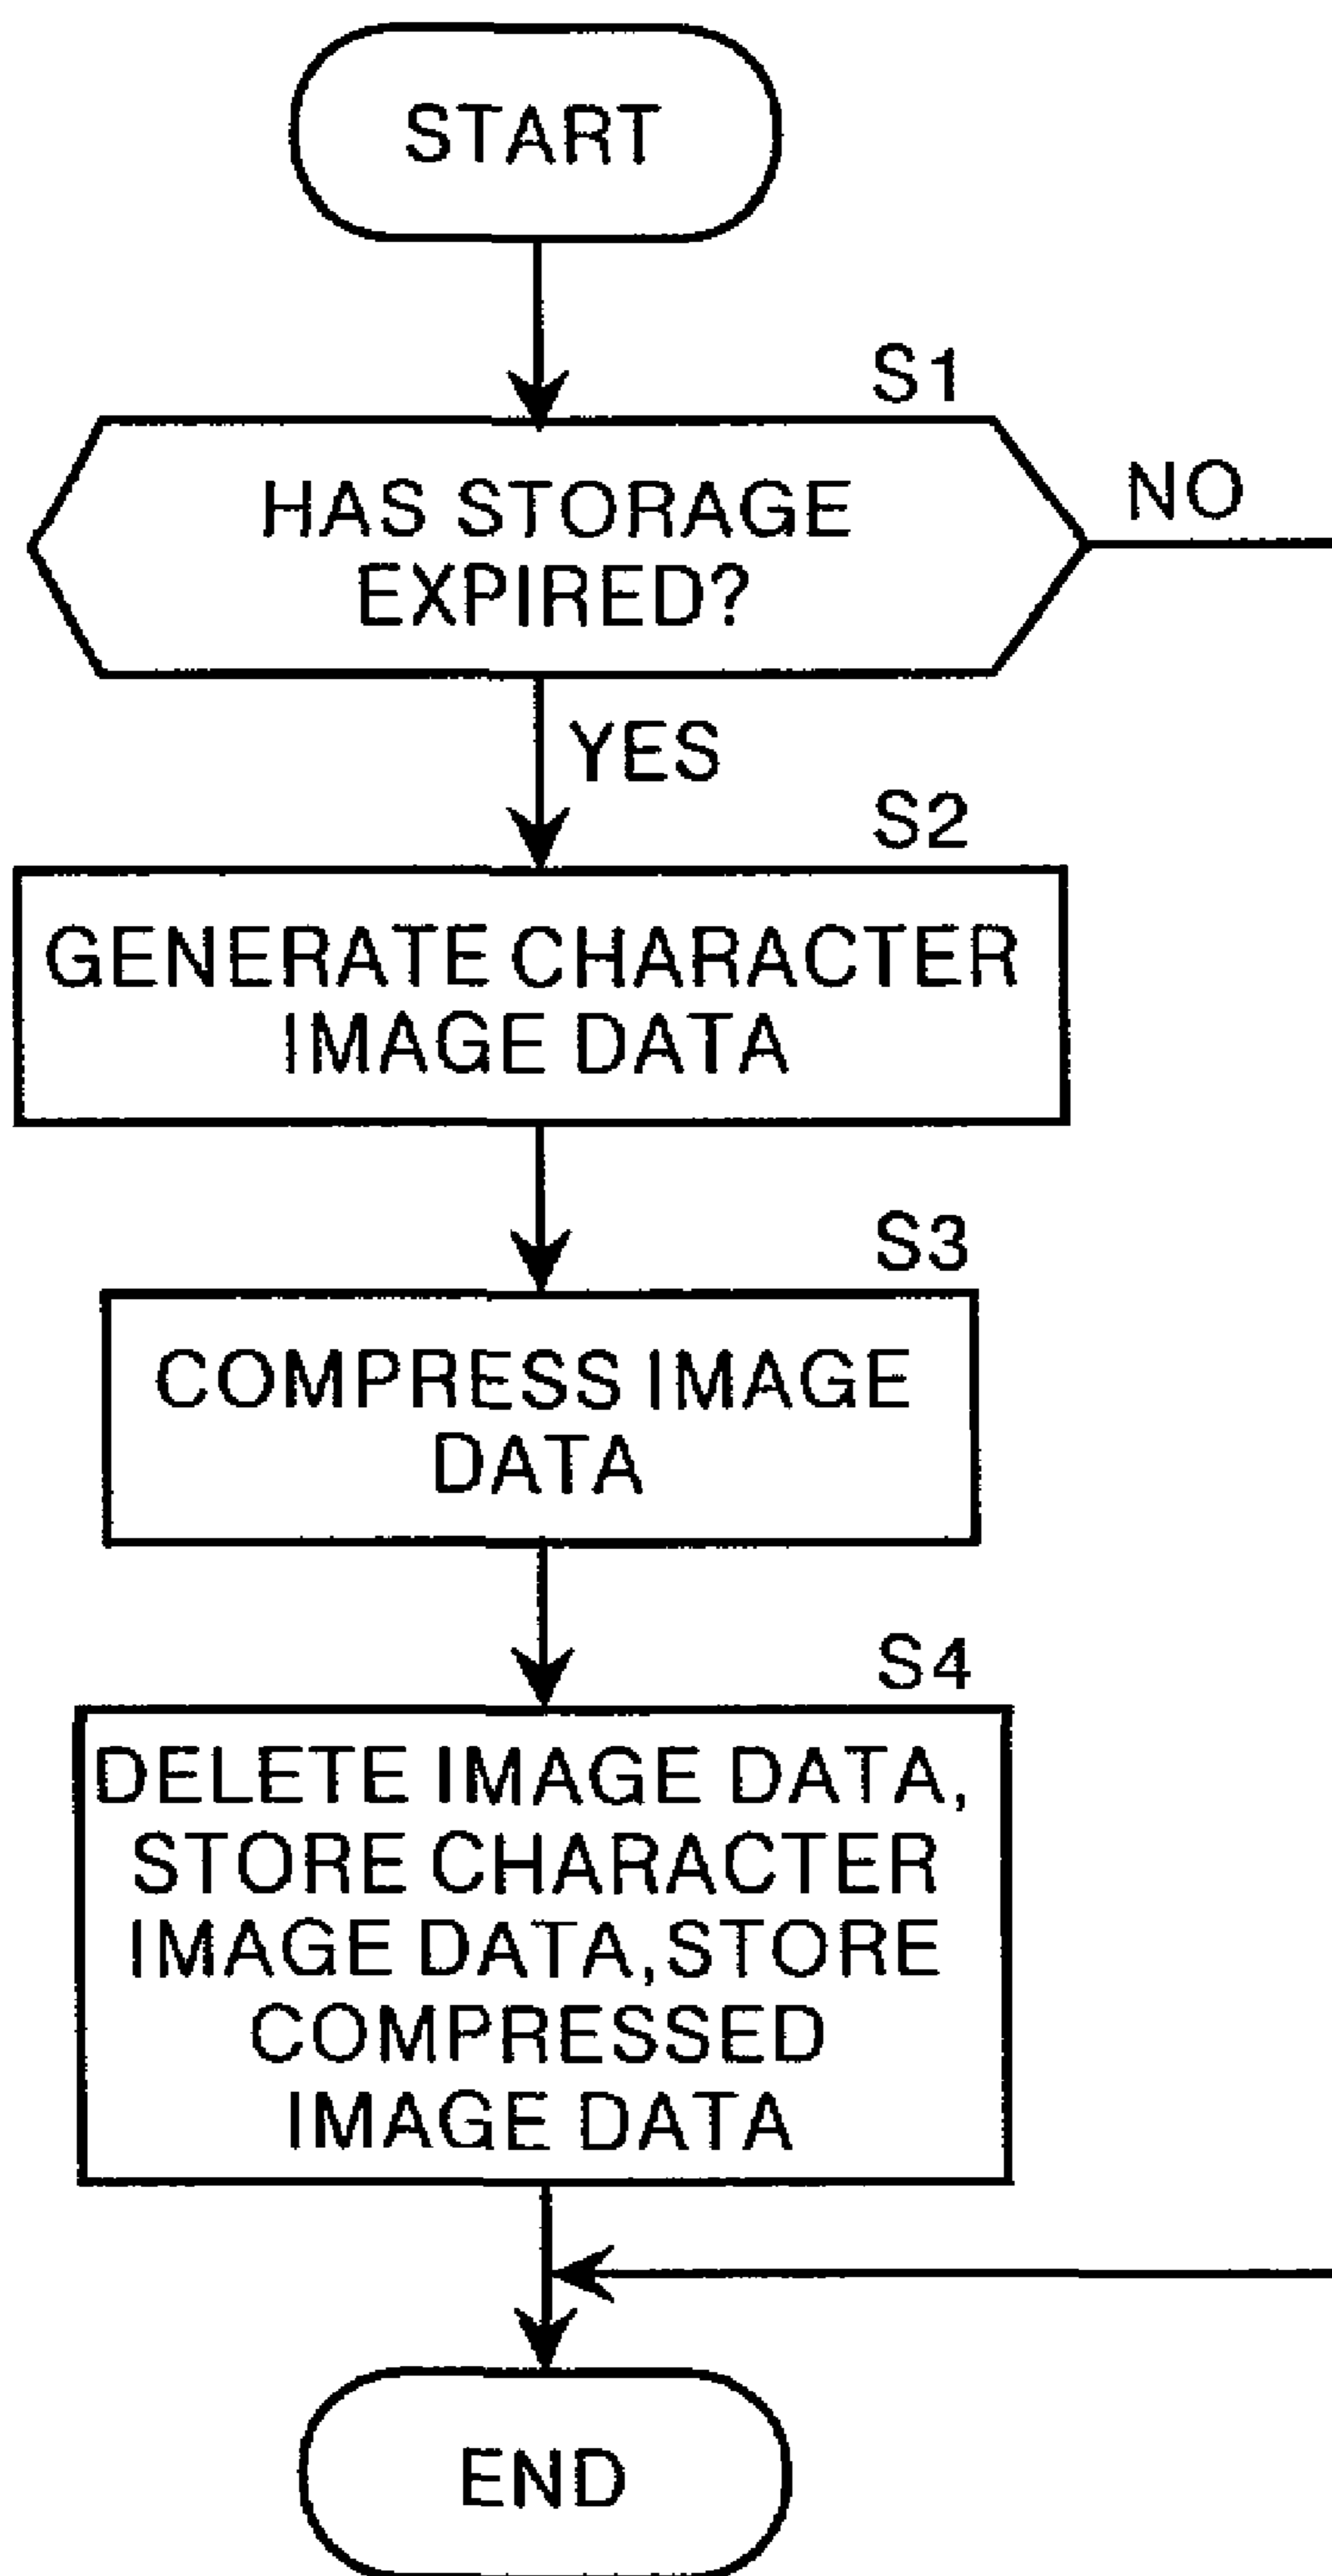 START
S1
HAS STORAGE
EXPIRED?
NO
YES
S2
GENERATE CHARACTER
IMAGE DATA
S3
COMPRESS IMAGE
DATA
S4
DELETE IMAGE DATA,
STORE CHARACTER
IMAGE DATA,STORE
COMPRESSED
IMAGE DATA
END